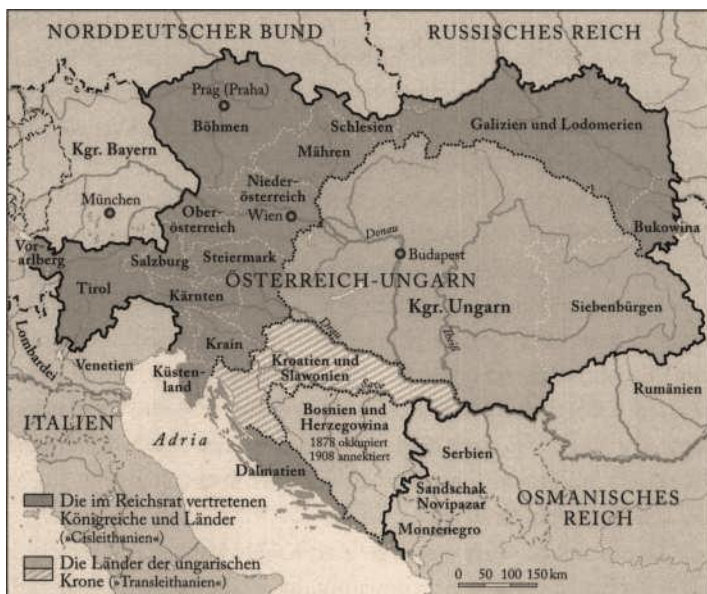 NORDDEUTSCHER BUND
RUSSISCHES REICH
Prag (Praha)
Böhmen
Schlesien
Galizien und Lodomerien
Mähren
Kgr. Bayern
München
Nieder-
österreich
Ober-
österreich
Wien
Donau
Budapest
Bukowina
Vor-
arlberg
Salzburg
Steiermark
Tirol
ÖSTERREICH-UNGARN
Kärnten
Kgr. Ungarn
Siebenbürgen
Lombardei
Krain
Drau
Theiß
Venetien
Küsten-
land
Kroatien und
Slawonien
Save
Rumänien
ITALIEN
Adria
Bosnien und
Herzegowina
1878 okkupiert
1908 annektiert
Serbien
Dalmatien
Sandschak
Novipazar
OSMANISCHES
REICH
Montenegro
Die im Reichsrat vertretenen
Königreiche und Länder
(»Cisleithanien«)
Die Länder der ungarischen
Krone (»Transleithanien«)
0 50 100 150 km